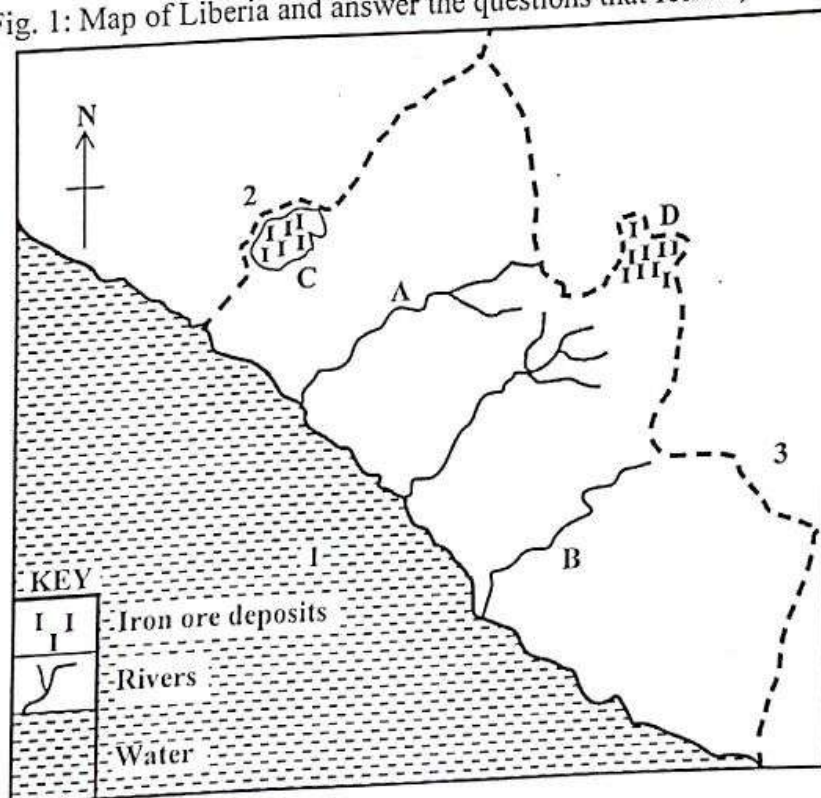 Fig. 1: Map of Liberia and answer the questions that
N
2
D
C
A
3
B
1
KEY
Iron ore deposits
Rivers
Water